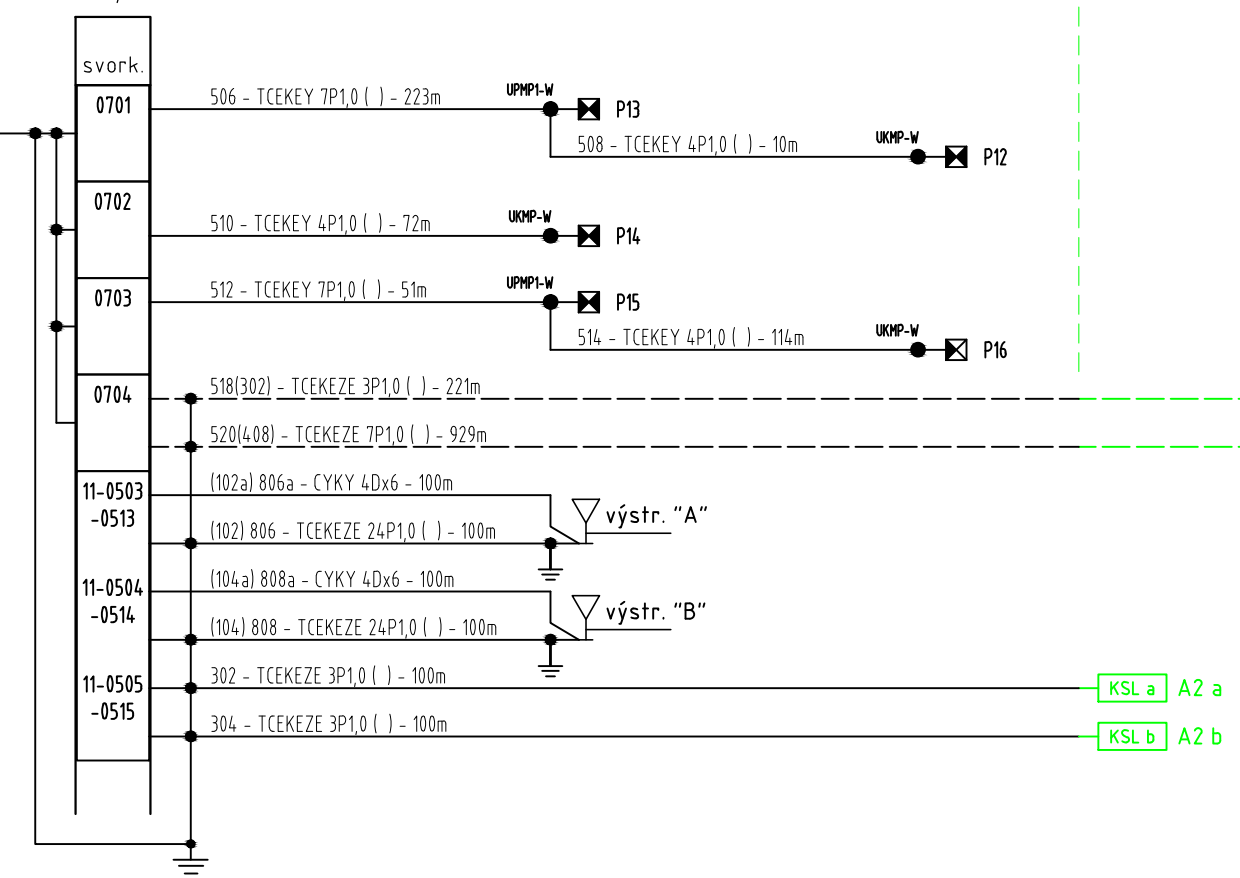 svork.
0701
506 - TCEKEY 7P1,0 ( ) - 223m
UPMP1-W
P13
508 - TCEKEY 4P1,0 ( ) - 10m
UKMP-W
P12
0702
510 - TCEKEY 4P1,0 ( ) - 72m
UKMP-W
P14
0703
512 - TCEKEY 7P1,0 ( ) - 51m
UPMP1-W
P15
514 - TCEKEY 4P1,0 ( ) - 114m
UKMP-W
P16
0704
518(302) - TCEKEZE 3P1,0 ( ) - 221m
520(408) - TCEKEZE 7P1,0 ( ) - 929m
11-0503
-0513
(102a) 806a - CYKY 4Dx6 - 100m
výstr. "A"
(102) 806 - TCEKEZE 24P1,0 ( ) - 100m
11-0504
-0514
(104a) 808a - CYKY 4Dx6 - 100m
výstr. "B"
(104) 808 - TCEKEZE 24P1,0 ( ) - 100m
11-0505
-0515
302 - TCEKEZE 3P1,0 ( ) - 100m
KSL a A2 a
304 - TCEKEZE 3P1,0 ( ) - 100m
KSL b A2 b